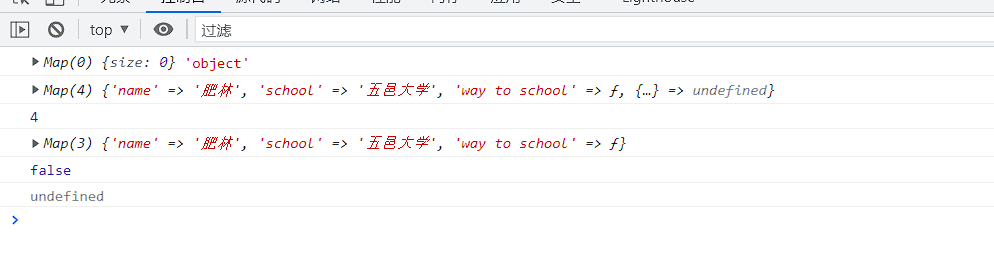 Lighthouse
top ▼ 过滤
▶ Map(0) {size: 0} 'object'
▶ Map(4) {'name' => '肥林', 'school' => '五邑大学', 'way to school' => ƒ, {…} => undefined}
4
▶ Map(3) {'name' => '肥林', 'school' => '五邑大学', 'way to school' => ƒ}
false
undefined
>